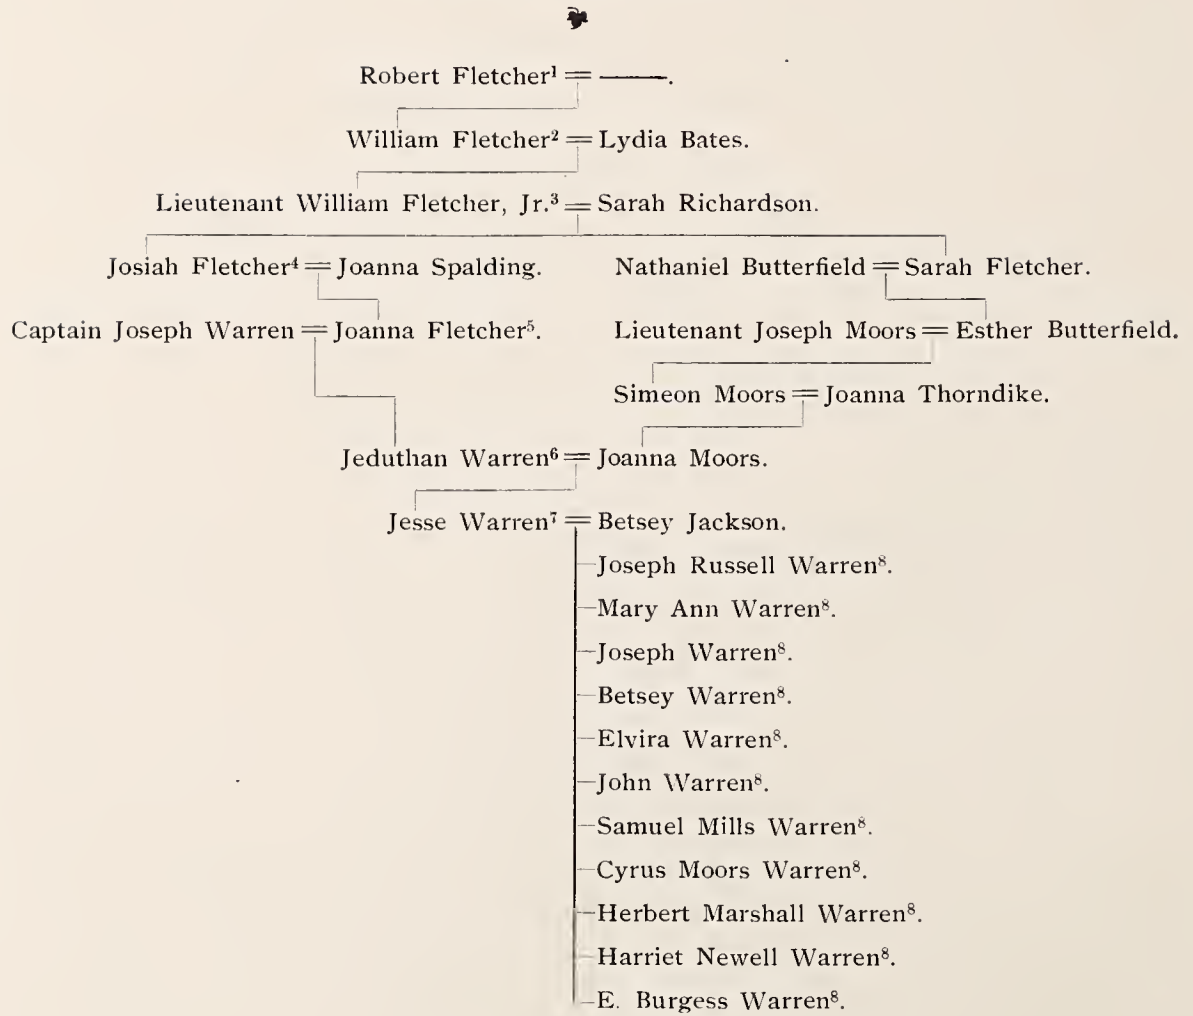 Robert Fletcher¹ = ———.
William Fletcher² = Lydia Bates.
Lieutenant William Fletcher, Jr.³ = Sarah Richardson.
Josiah Fletcher⁴ = Joanna Spalding. Nathaniel Butterfield = Sarah Fletcher.
Captain Joseph Warren = Joanna Fletcher⁵. Lieutenant Joseph Moors = Esther Butterfield.
Simeon Moors = Joanna Thorndike.
Jeduthan Warren⁶ = Joanna Moors.
Jesse Warren⁷ = Betsey Jackson.
Joseph Russell Warren⁸.
Mary Ann Warren⁸.
Joseph Warren⁸.
Betsey Warren⁸.
Elvira Warren⁸.
John Warren⁸.
Samuel Mills Warren⁸.
Cyrus Moors Warren⁸.
Herbert Marshall Warren⁸.
Harriet Newell Warren⁸.
E. Burgess Warren⁸.